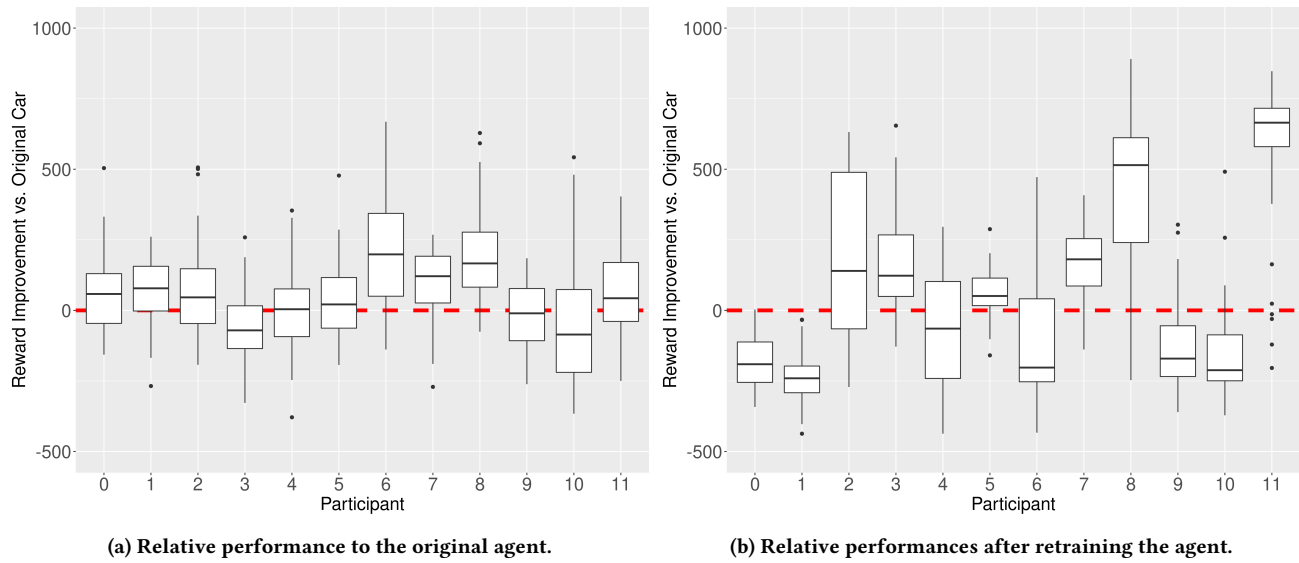 Reward Improvement vs. Original Car
1000
500
0
-500
0 1 2 3 4 5 6 7 8 9 10 11
Participant
(a) Relative performance to the original agent.
Reward Improvement vs. Original Car
1000
500
0
-500
0 1 2 3 4 5 6 7 8 9 10 11
Participant
(b) Relative performances after retraining the agent.